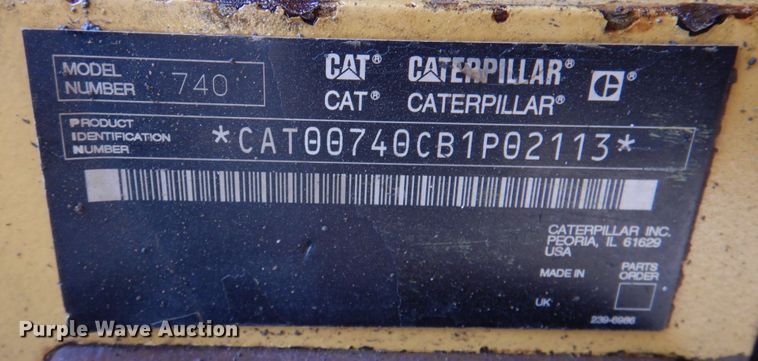 MODEL NUMBER 740
CAT® CATERPILLAR®
CAT® CATERPILLAR®
PRODUCT IDENTIFICATION NUMBER *CAT00740CB1P02113*
CATERPILLAR INC.
PEORIA, IL 61629
USA
MADE IN
PARTS ORDER
UK
239-6986
Purple Wave Auction